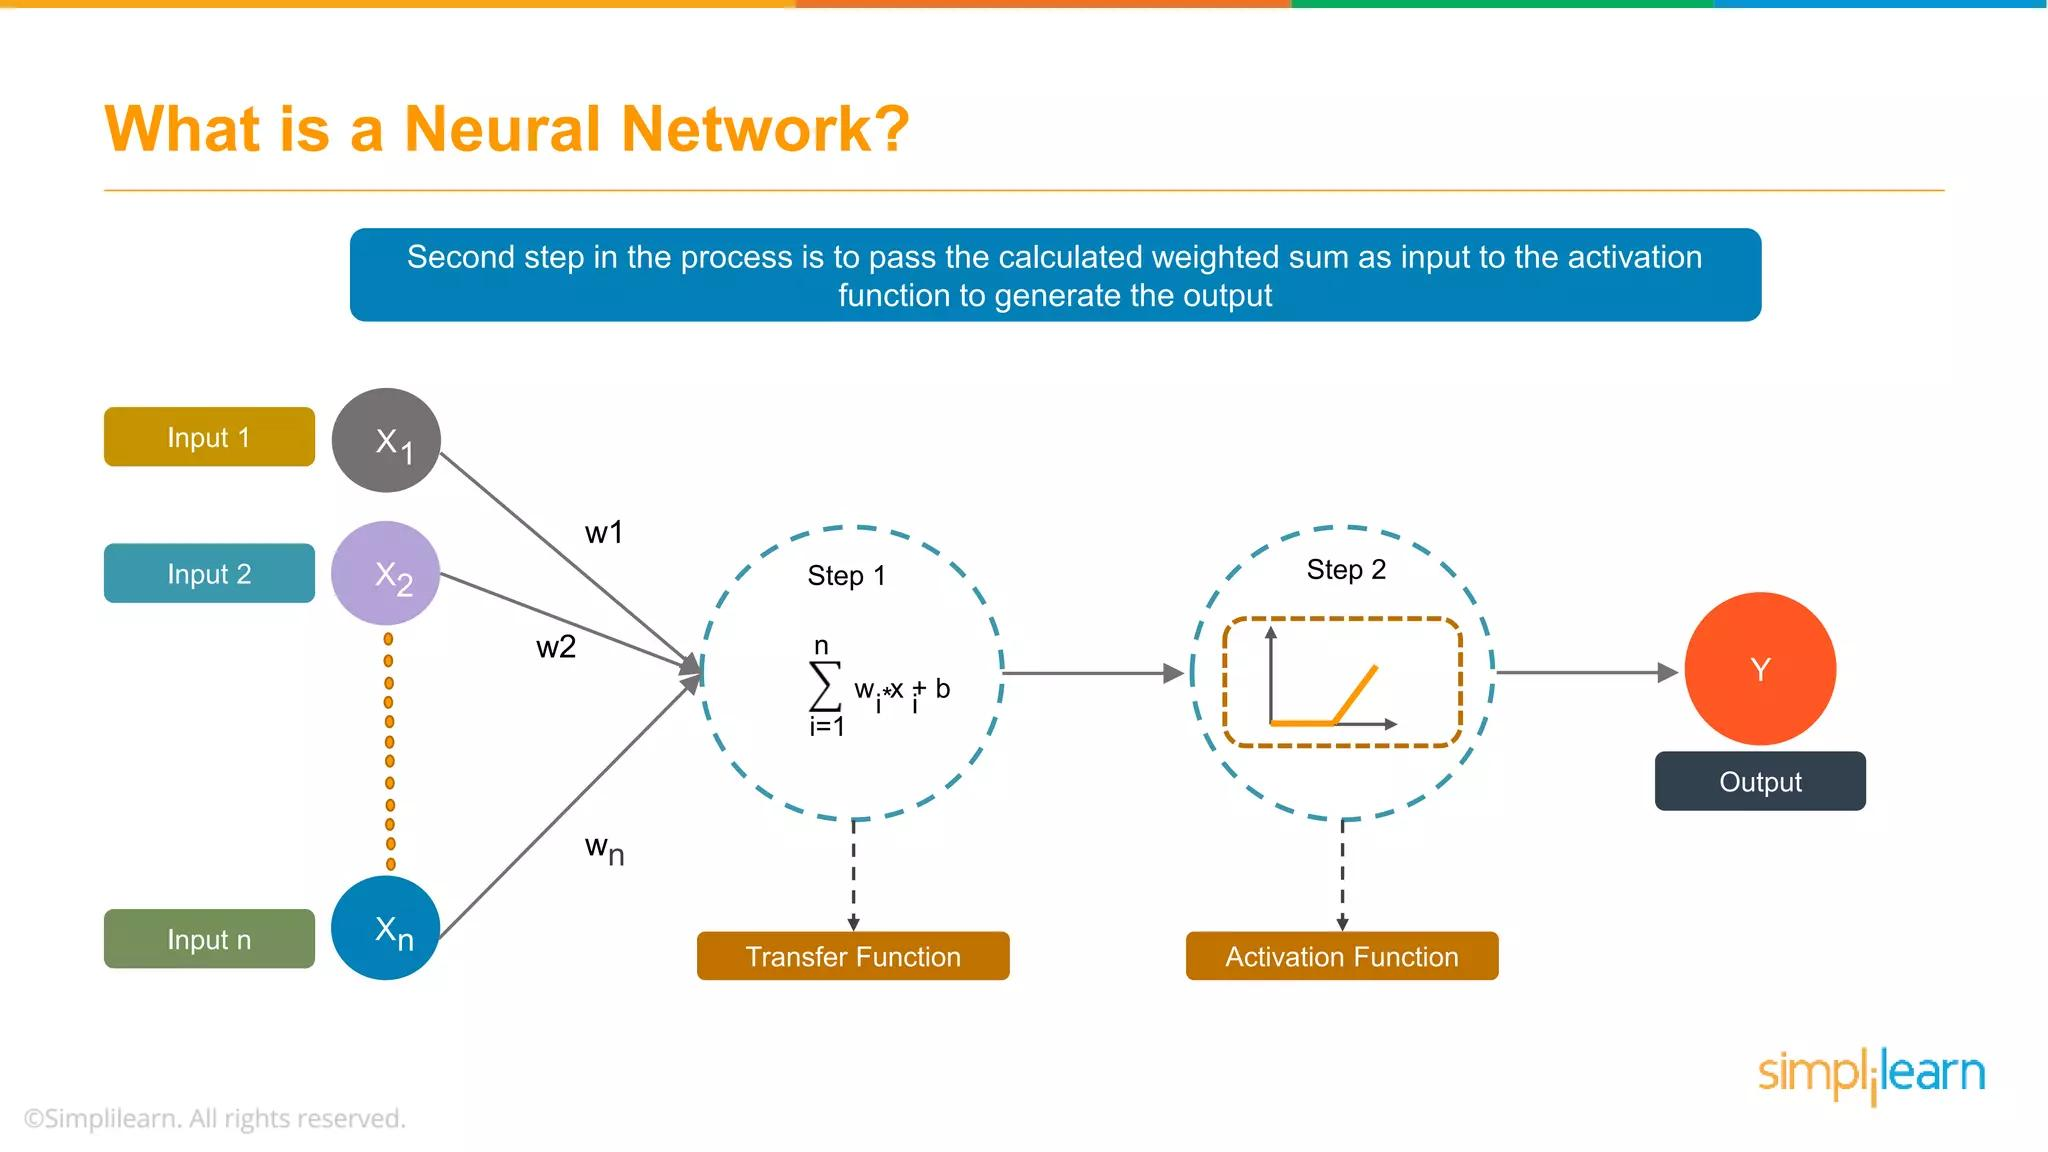 What is a Neural Network?
Second step in the process is to pass the calculated weighted sum as input to the activation
function to generate the output
Input 1
X1
w1
Input 2
X2
w2
Step 1
n
∑ wi*xi + b
i=1
Step 2
Y
Output
wn
Input n
Xn
Transfer Function
Activation Function
simplilearn
©Simplilearn. All rights reserved.